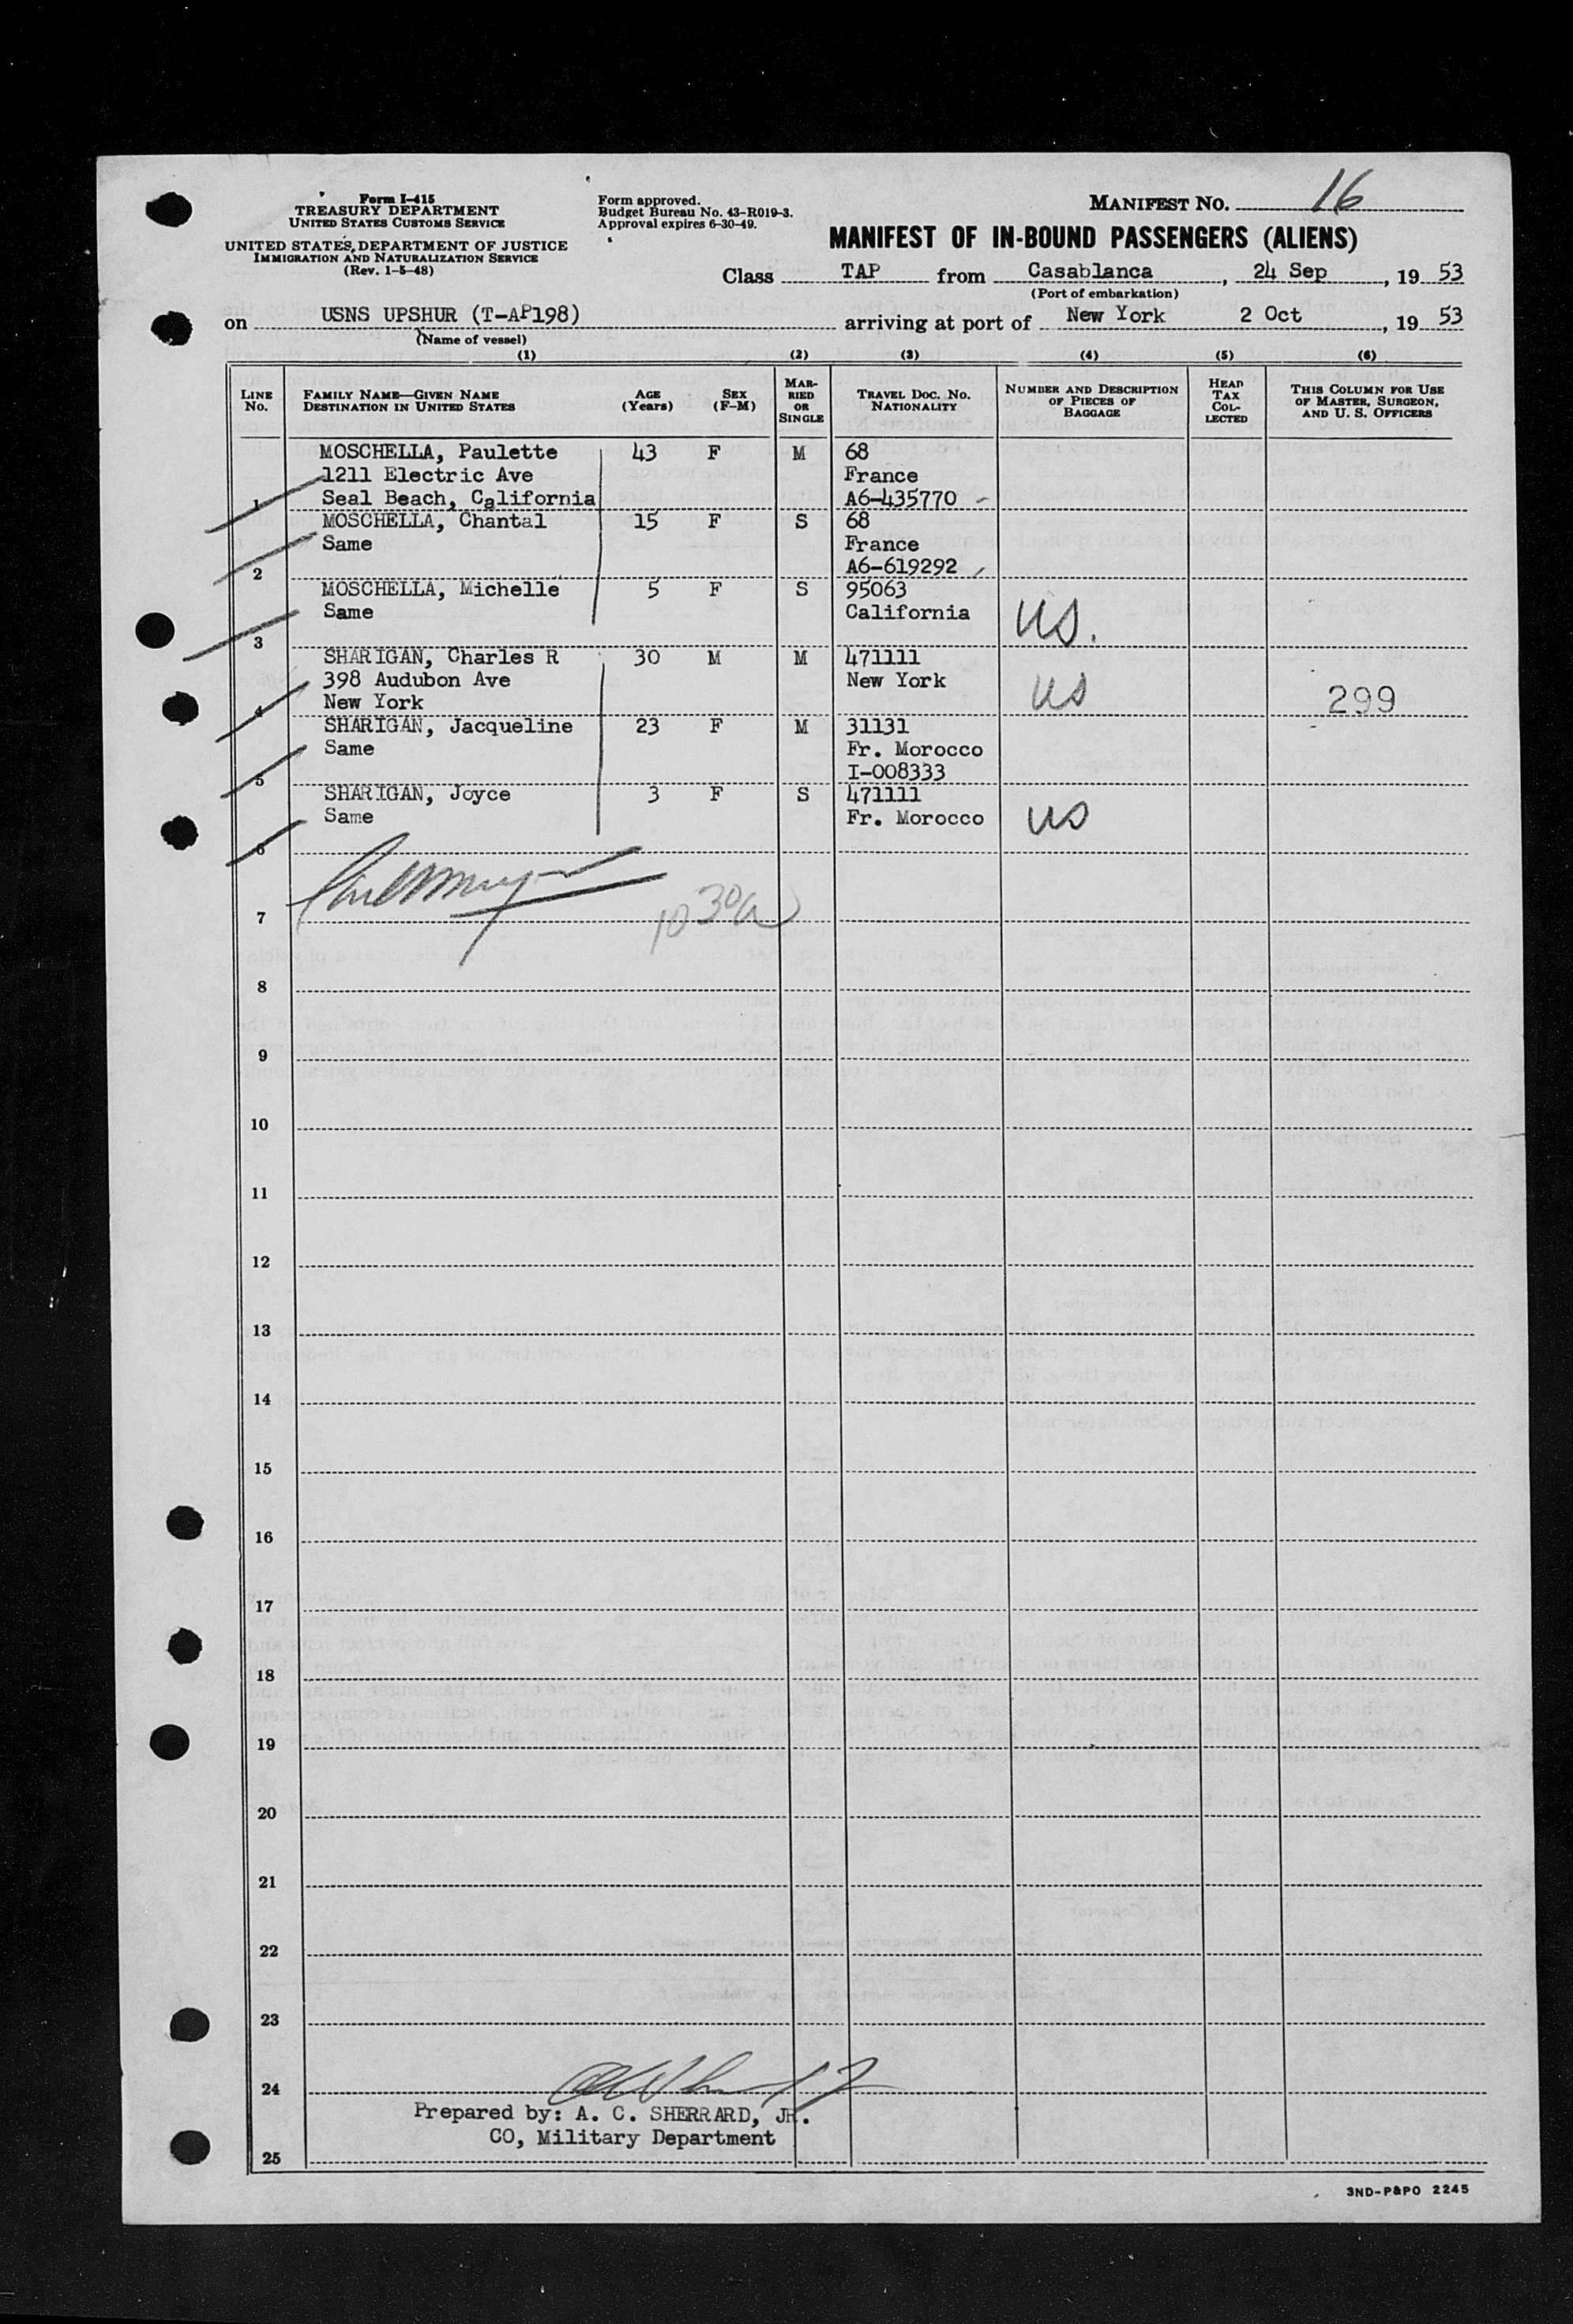 Form I-415
TREASURY DEPARTMENT
UNITED STATES CUSTOMS SERVICE
UNITED STATES DEPARTMENT OF JUSTICE
IMMIGRATION AND NATURALIZATION SERVICE
(Rev. 1-5-48)
Form approved.
Budget Bureau No. 43-R019-3.
Approval expires 6-30-49.
MANIFEST NO. 16
MANIFEST OF IN-BOUND PASSENGERS (ALIENS)
Class TAP from Casablanca, 24 Sep, 19 53
(Port of embarkation)
on USNS UPSHUR (T-AP198) arriving at port of New York 2 Oct, 19 53
(Name of vessel)
(1) (2) (3) (4) (5) (6)
LINE No. FAMILY NAME—GIVEN NAME DESTINATION IN UNITED STATES AGE (Years) SEX (F-M) MARRIED OR SINGLE TRAVEL DOC. NO. NATIONALITY NUMBER AND DESCRIPTION OF PIECES OF BAGGAGE HEAD TAX COLLECTED THIS COLUMN FOR USE OF MASTER, SURGEON, AND U. S. OFFICERS
MOSCHELLA, Paulette 43 F M 68
1211 Electric Ave France
1 Seal Beach, California A6-435770
MOSCHELLA, Chantal 15 F S 68
Same France
2 A6-619292
MOSCHELLA, Michelle 5 F S 95063
Same California US.
3
SHARIGAN, Charles R 30 M M 471111
398 Audubon Ave New York US
4 New York 299
SHARIGAN, Jacqueline 23 F M 31131
Same Fr. Morocco
5 I-008333
SHARIGAN, Joyce 3 F S 471111
Same Fr. Morocco US
6
7 10 30a
8
9
10
11
12
13
14
15
16
17
18
19
20
21
22
23
24
Prepared by: A. C. SHERRARD, JR.
CO, Military Department
25
3ND-P&PO 2245